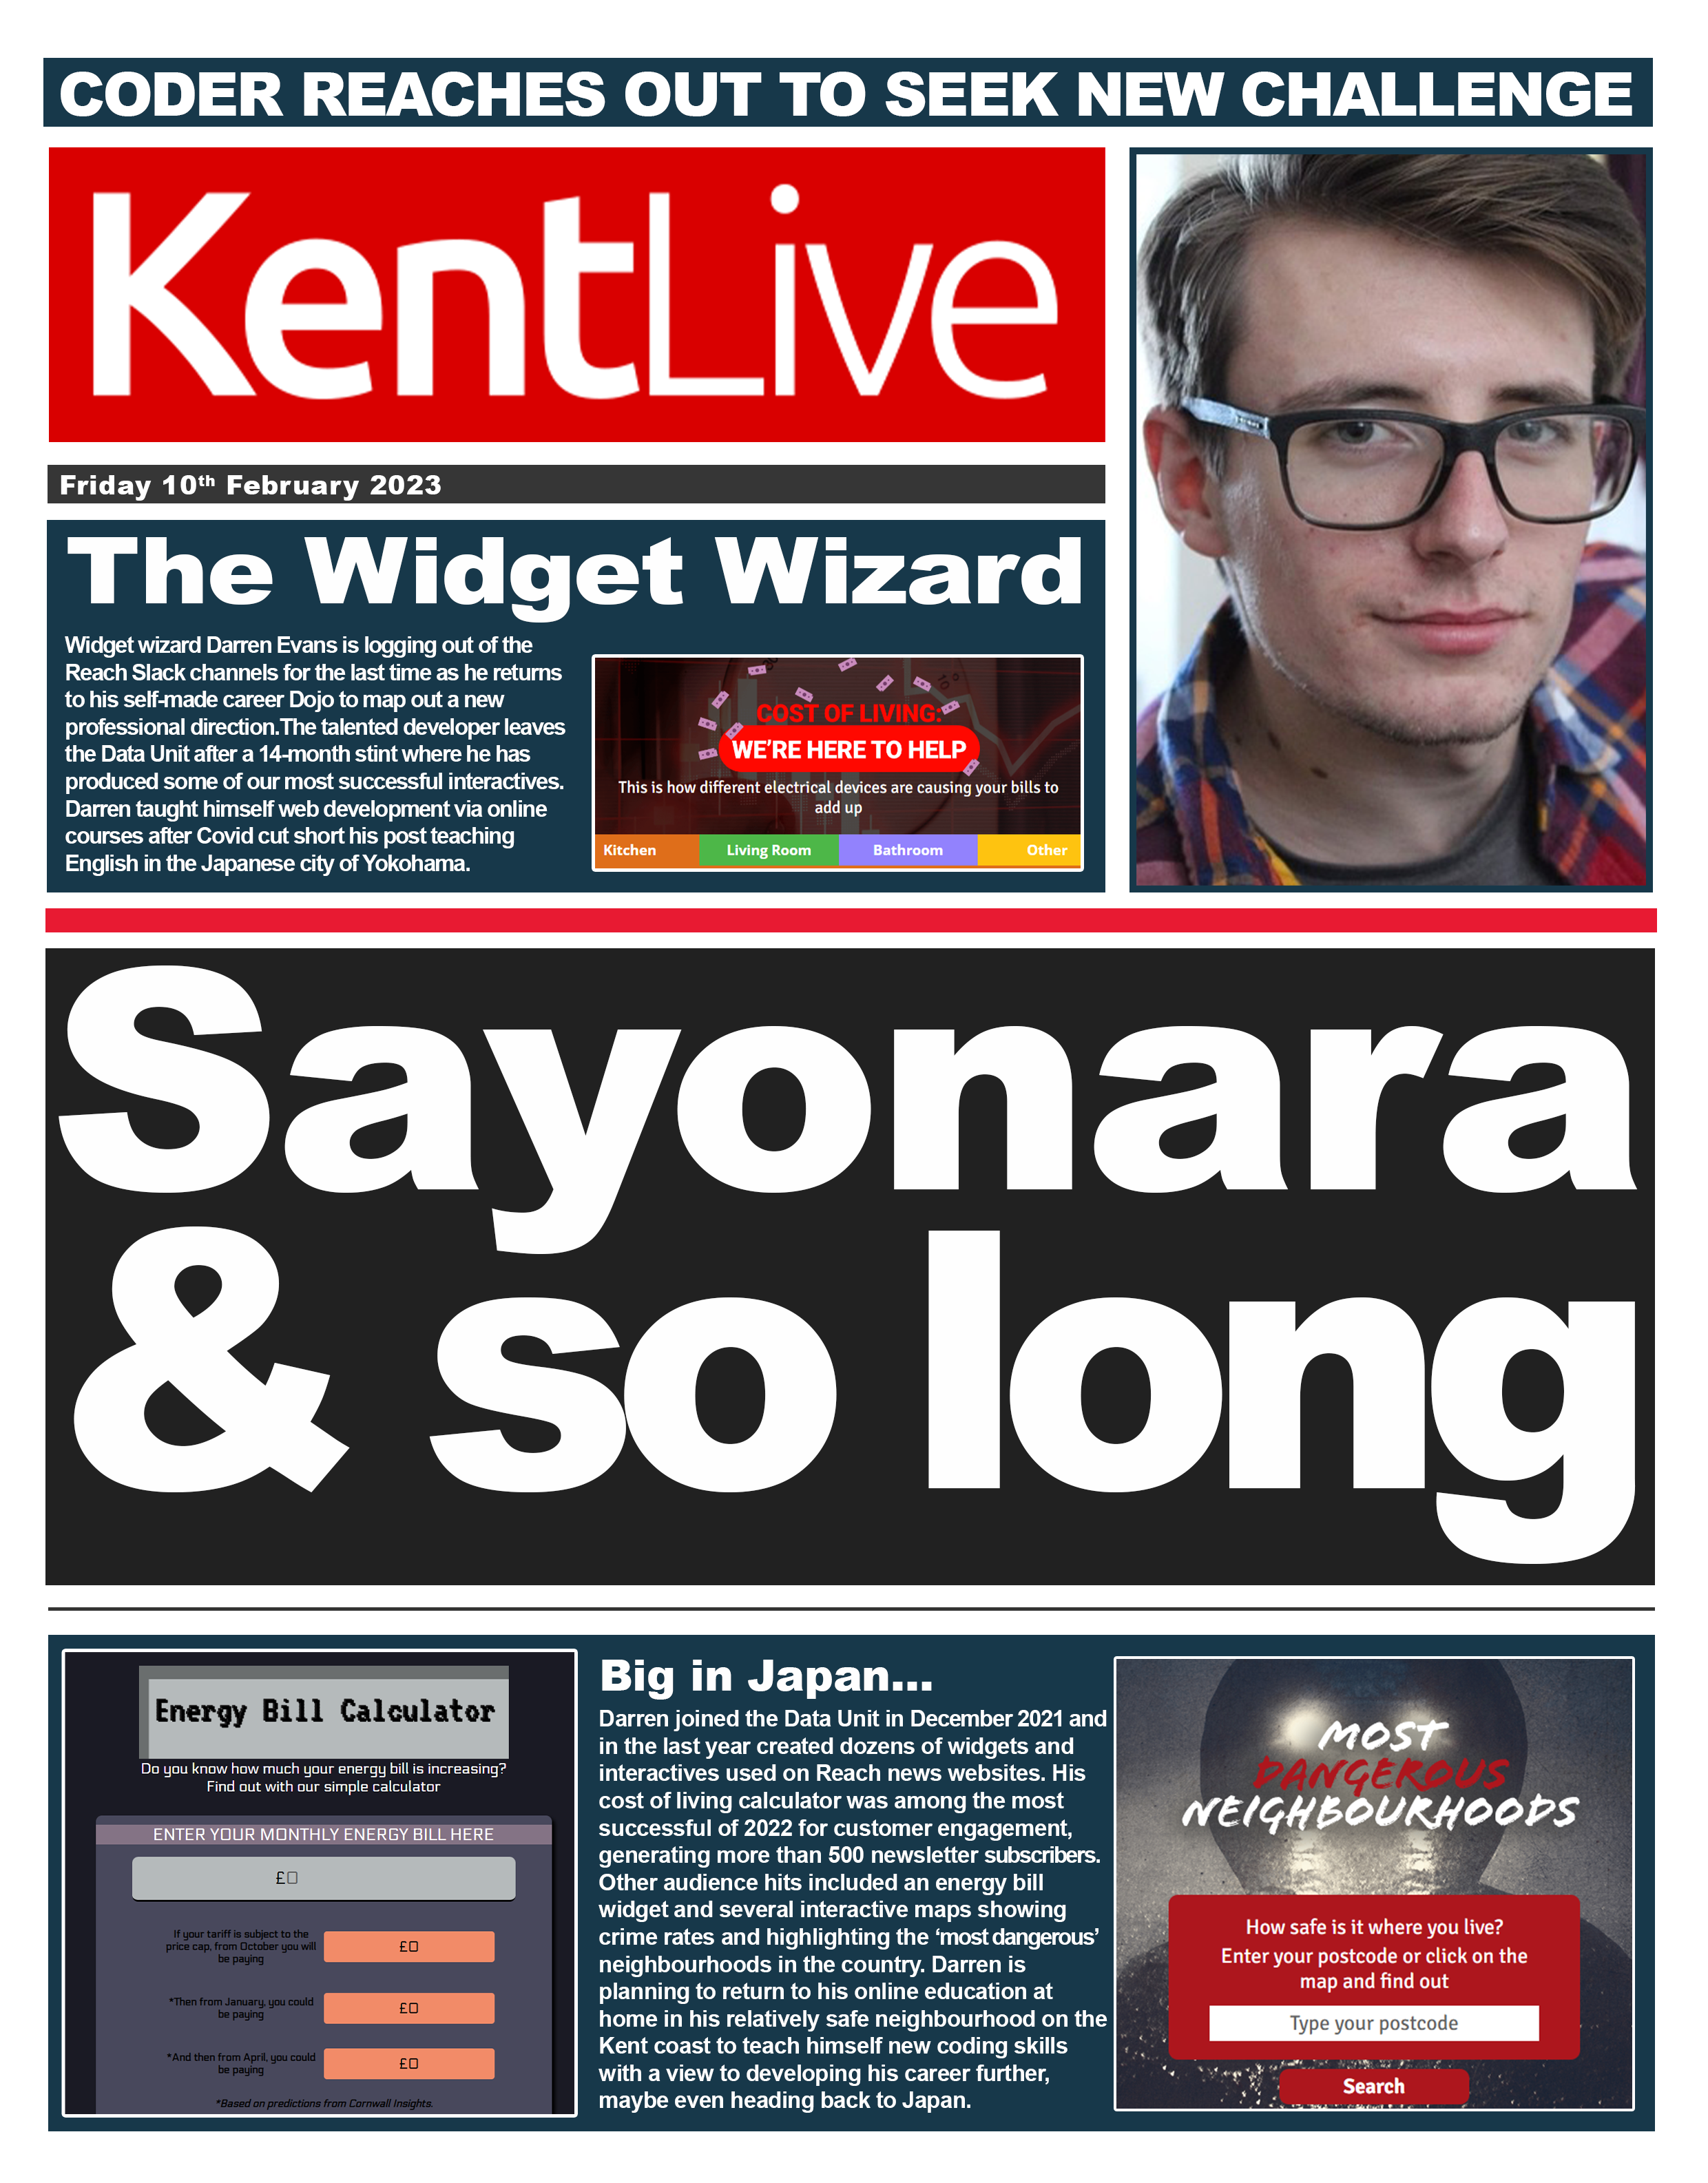 CODER REACHES OUT TO SEEK NEW CHALLENGE
KentLive
Friday 10th February 2023
The Widget Wizard
Widget wizard Darren Evans is logging out of the
Reach Slack channels for the last time as he returns
to his self-made career Dojo to map out a new
professional direction.The talented developer leaves
the Data Unit after a 14-month stint where he has
produced some of our most successful interactives.
Darren taught himself web development via online
courses after Covid cut short his post teaching
English in the Japanese city of Yokohama.
COST OF LIVING:
WE'RE HERE TO HELP
This is how different electrical devices are causing your bills to
add up
Kitchen Living Room Bathroom Other
Sayonara
& so long
Energy Bill Calculator
Do you know how much your energy bill is increasing?
Find out with our simple calculator
ENTER YOUR MONTHLY ENERGY BILL HERE
£0
If your tariff is subject to the
price cap, from October you will
be paying
£0
*Then from January, you could
be paying
£0
*And then from April, you could
be paying
£0
*Based on predictions from Cornwall Insights.
Big in Japan...
Darren joined the Data Unit in December 2021 and
in the last year created dozens of widgets and
interactives used on Reach news websites. His
cost of living calculator was among the most
successful of 2022 for customer engagement,
generating more than 500 newsletter subscribers.
Other audience hits included an energy bill
widget and several interactive maps showing
crime rates and highlighting the ‘most dangerous’
neighbourhoods in the country. Darren is
planning to return to his online education at
home in his relatively safe neighbourhood on the
Kent coast to teach himself new coding skills
with a view to developing his career further,
maybe even heading back to Japan.
MOST
DANGEROUS
NEIGHBOURHOODS
How safe is it where you live?
Enter your postcode or click on the
map and find out
Type your postcode
Search